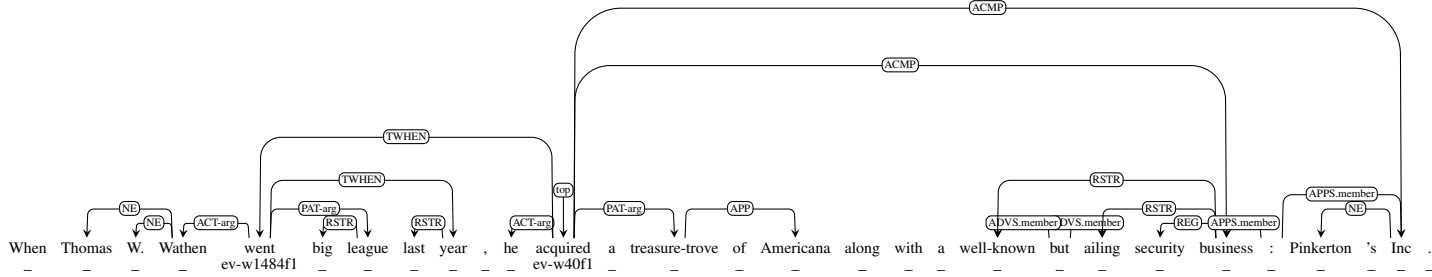 ACMP
ACMP
TWHEN
TWHEN RSTR
top APPS.member
NE PAT-arg PAT-arg APP RSTR NE
NE ACT-arg RSTR RSTR ACT-arg ADVS.member DVS.member REG APPS.member
When Thomas W. Wathen went big league last year , he acquired a treasure-trove of Americana along with a well-known but ailing security business : Pinkerton 's Inc .
_ _ _ _ ev-w1484f1 _ _ _ _ _ _ ev-w40f1 _ _ _ _ _ _ _ _ _ _ _ _ _ _ _ _ _